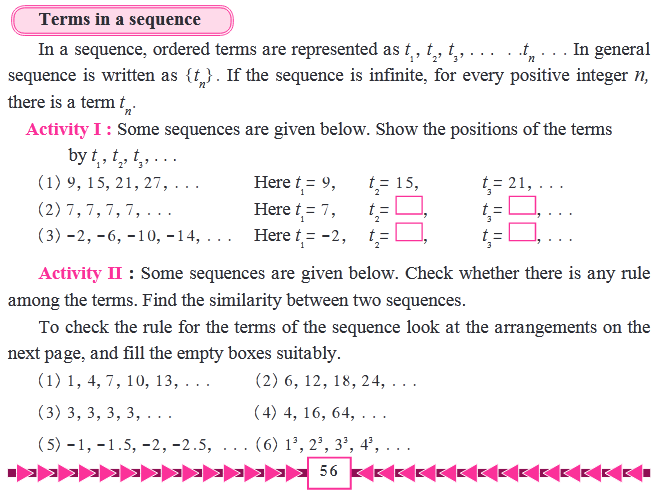 Terms in a sequence
In a sequence, ordered terms are represented as t₁, t₂, t₃, . . . . .tₙ . . . In general
sequence is written as {tₙ}. If the sequence is infinite, for every positive integer n,
there is a term tₙ.
Activity I : Some sequences are given below. Show the positions of the terms
by t₁, t₂, t₃, . . .
(1) 9, 15, 21, 27, . . . Here t₁= 9, t₂= 15, t₃= 21, . . .
(2) 7, 7, 7, 7, . . . Here t₁= 7, t₂= □, t₃= □, . . .
(3) −2, −6, −10, −14, . . . Here t₁= −2, t₂= □, t₃= □, . . .
Activity II : Some sequences are given below. Check whether there is any rule
among the terms. Find the similarity between two sequences.
To check the rule for the terms of the sequence look at the arrangements on the
next page, and fill the empty boxes suitably.
(1) 1, 4, 7, 10, 13, . . . (2) 6, 12, 18, 24, . . .
(3) 3, 3, 3, 3, . . . (4) 4, 16, 64, . . .
(5) −1, −1.5, −2, −2.5, . . . (6) 1³, 2³, 3³, 4³, . . .
56